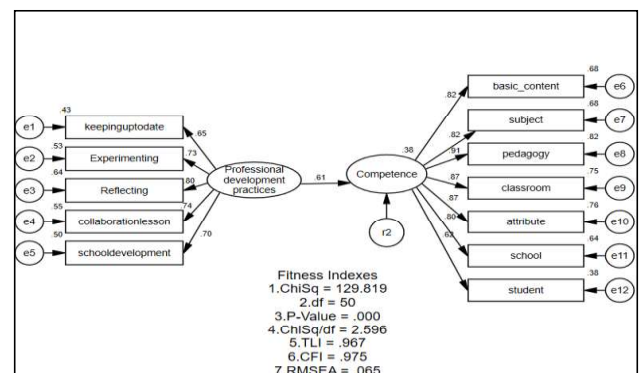 .43
e1
keepinguptodate
.65
.53
e2
Experimenting
.73
.64
e3
Reflecting
.80
.55
e4
collaborationlesson
.74
.50
e5
schooldevelopment
.70
Professional
development
practices
.61
.38
Competence
r2
.82
basic_content
.68
e6
.82
subject
.68
e7
.91
pedagogy
.82
e8
.87
classroom
.75
e9
.87
attribute
.76
e10
.80
school
.64
e11
student
.38
e12
Fitness Indexes
1.ChiSq = 129.819
2.df = 50
3.P-Value = .000
4.ChiSq/df = 2.596
5.TLI = .967
6.CFI = .975
7.RMSEA = .065